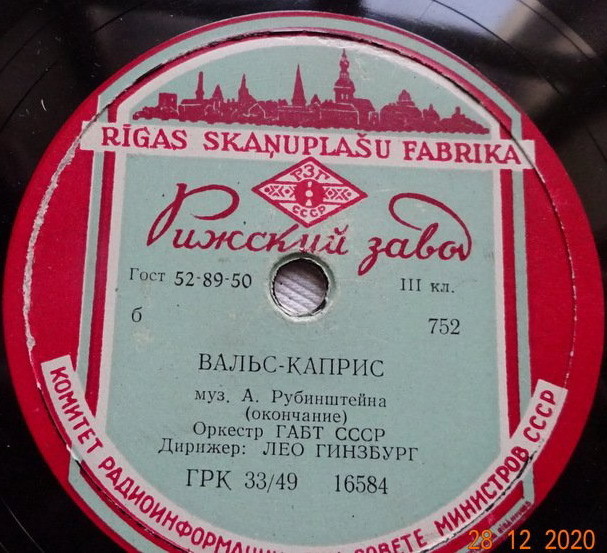 RĪGAS SKAŅUPLAŠU FABRIKA
РЗГ
СССР
Рижский завод
Гост 52-89-50
III кл.
б
752
ВАЛЬС-КАПРИС
муз. А. Рубинштейна
(окончание)
Оркестр ГАБТ СССР
Дирижер: ЛЕО ГИНЗБУРГ
ГРК 33/49 16584
КОМИТЕТ РАДИОИНФОРМАЦИИ СОВЕТЕ МИНИСТРОВ СССР
28 12 2020